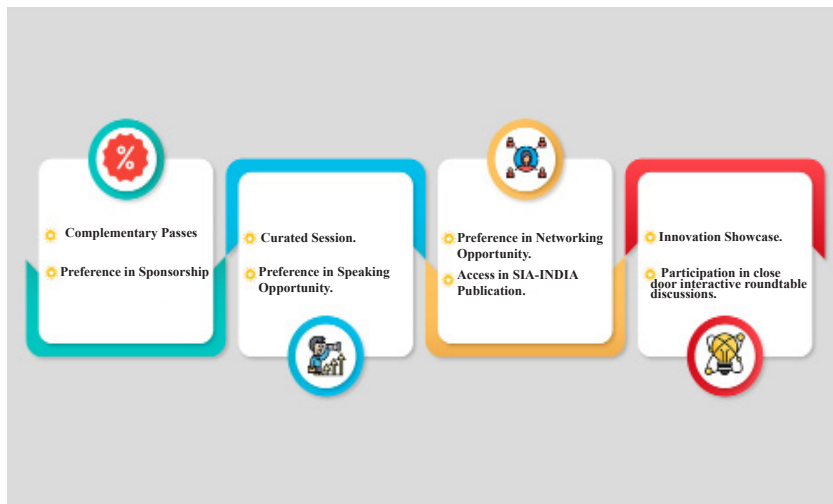 %
Complementary Passes
Preference in Sponsorship
Curated Session.
Preference in Speaking
Opportunity.
Preference in Networking
Opportunity.
Access in SIA-INDIA
Publication.
Innovation Showcase.
Participation in close
door interactive roundtable
discussions.